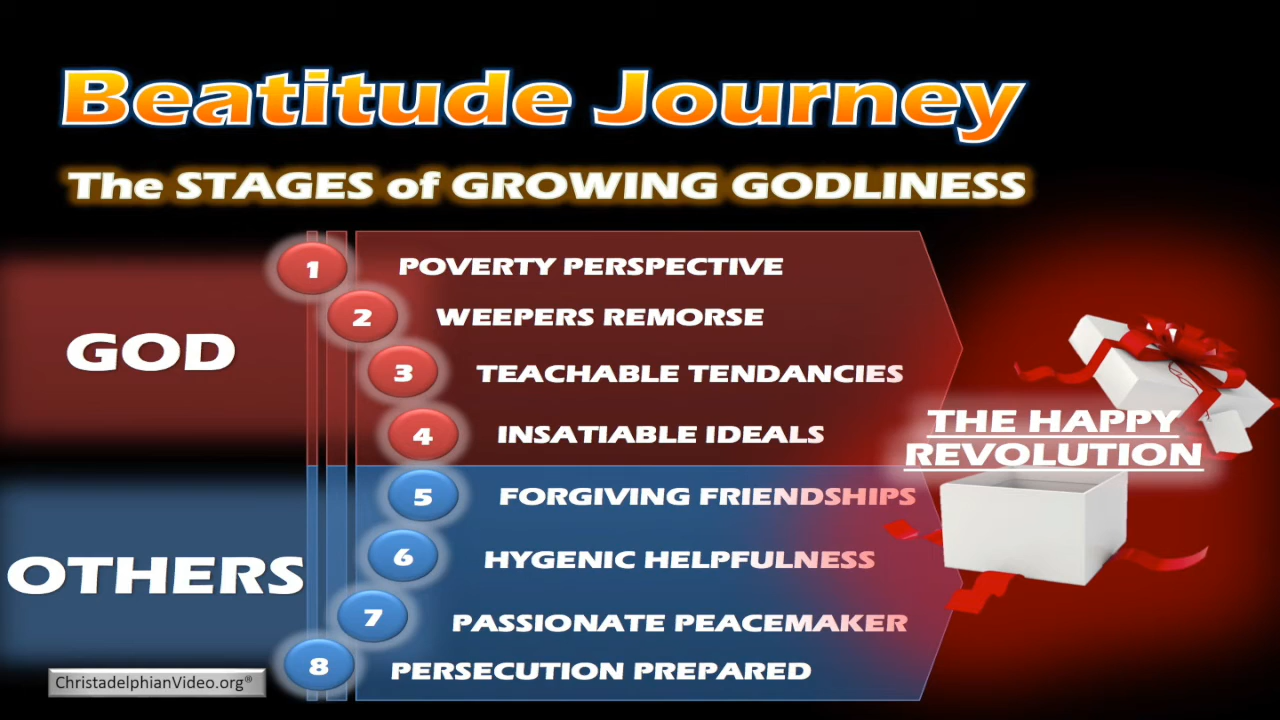 Beatitude Journey
The STAGES of GROWING GODLINESS
GOD
1 POVERTY PERSPECTIVE
2 WEEPERS REMORSE
3 TEACHABLE TENDANCIES
4 INSATIABLE IDEALS
OTHERS
5 FORGIVING FRIENDSHIPS
6 HYGENIC HELPFULNESS
7 PASSIONATE PEACEMAKER
8 PERSECUTION PREPARED
THE HAPPY
REVOLUTION
ChristadelphianVideo.org®